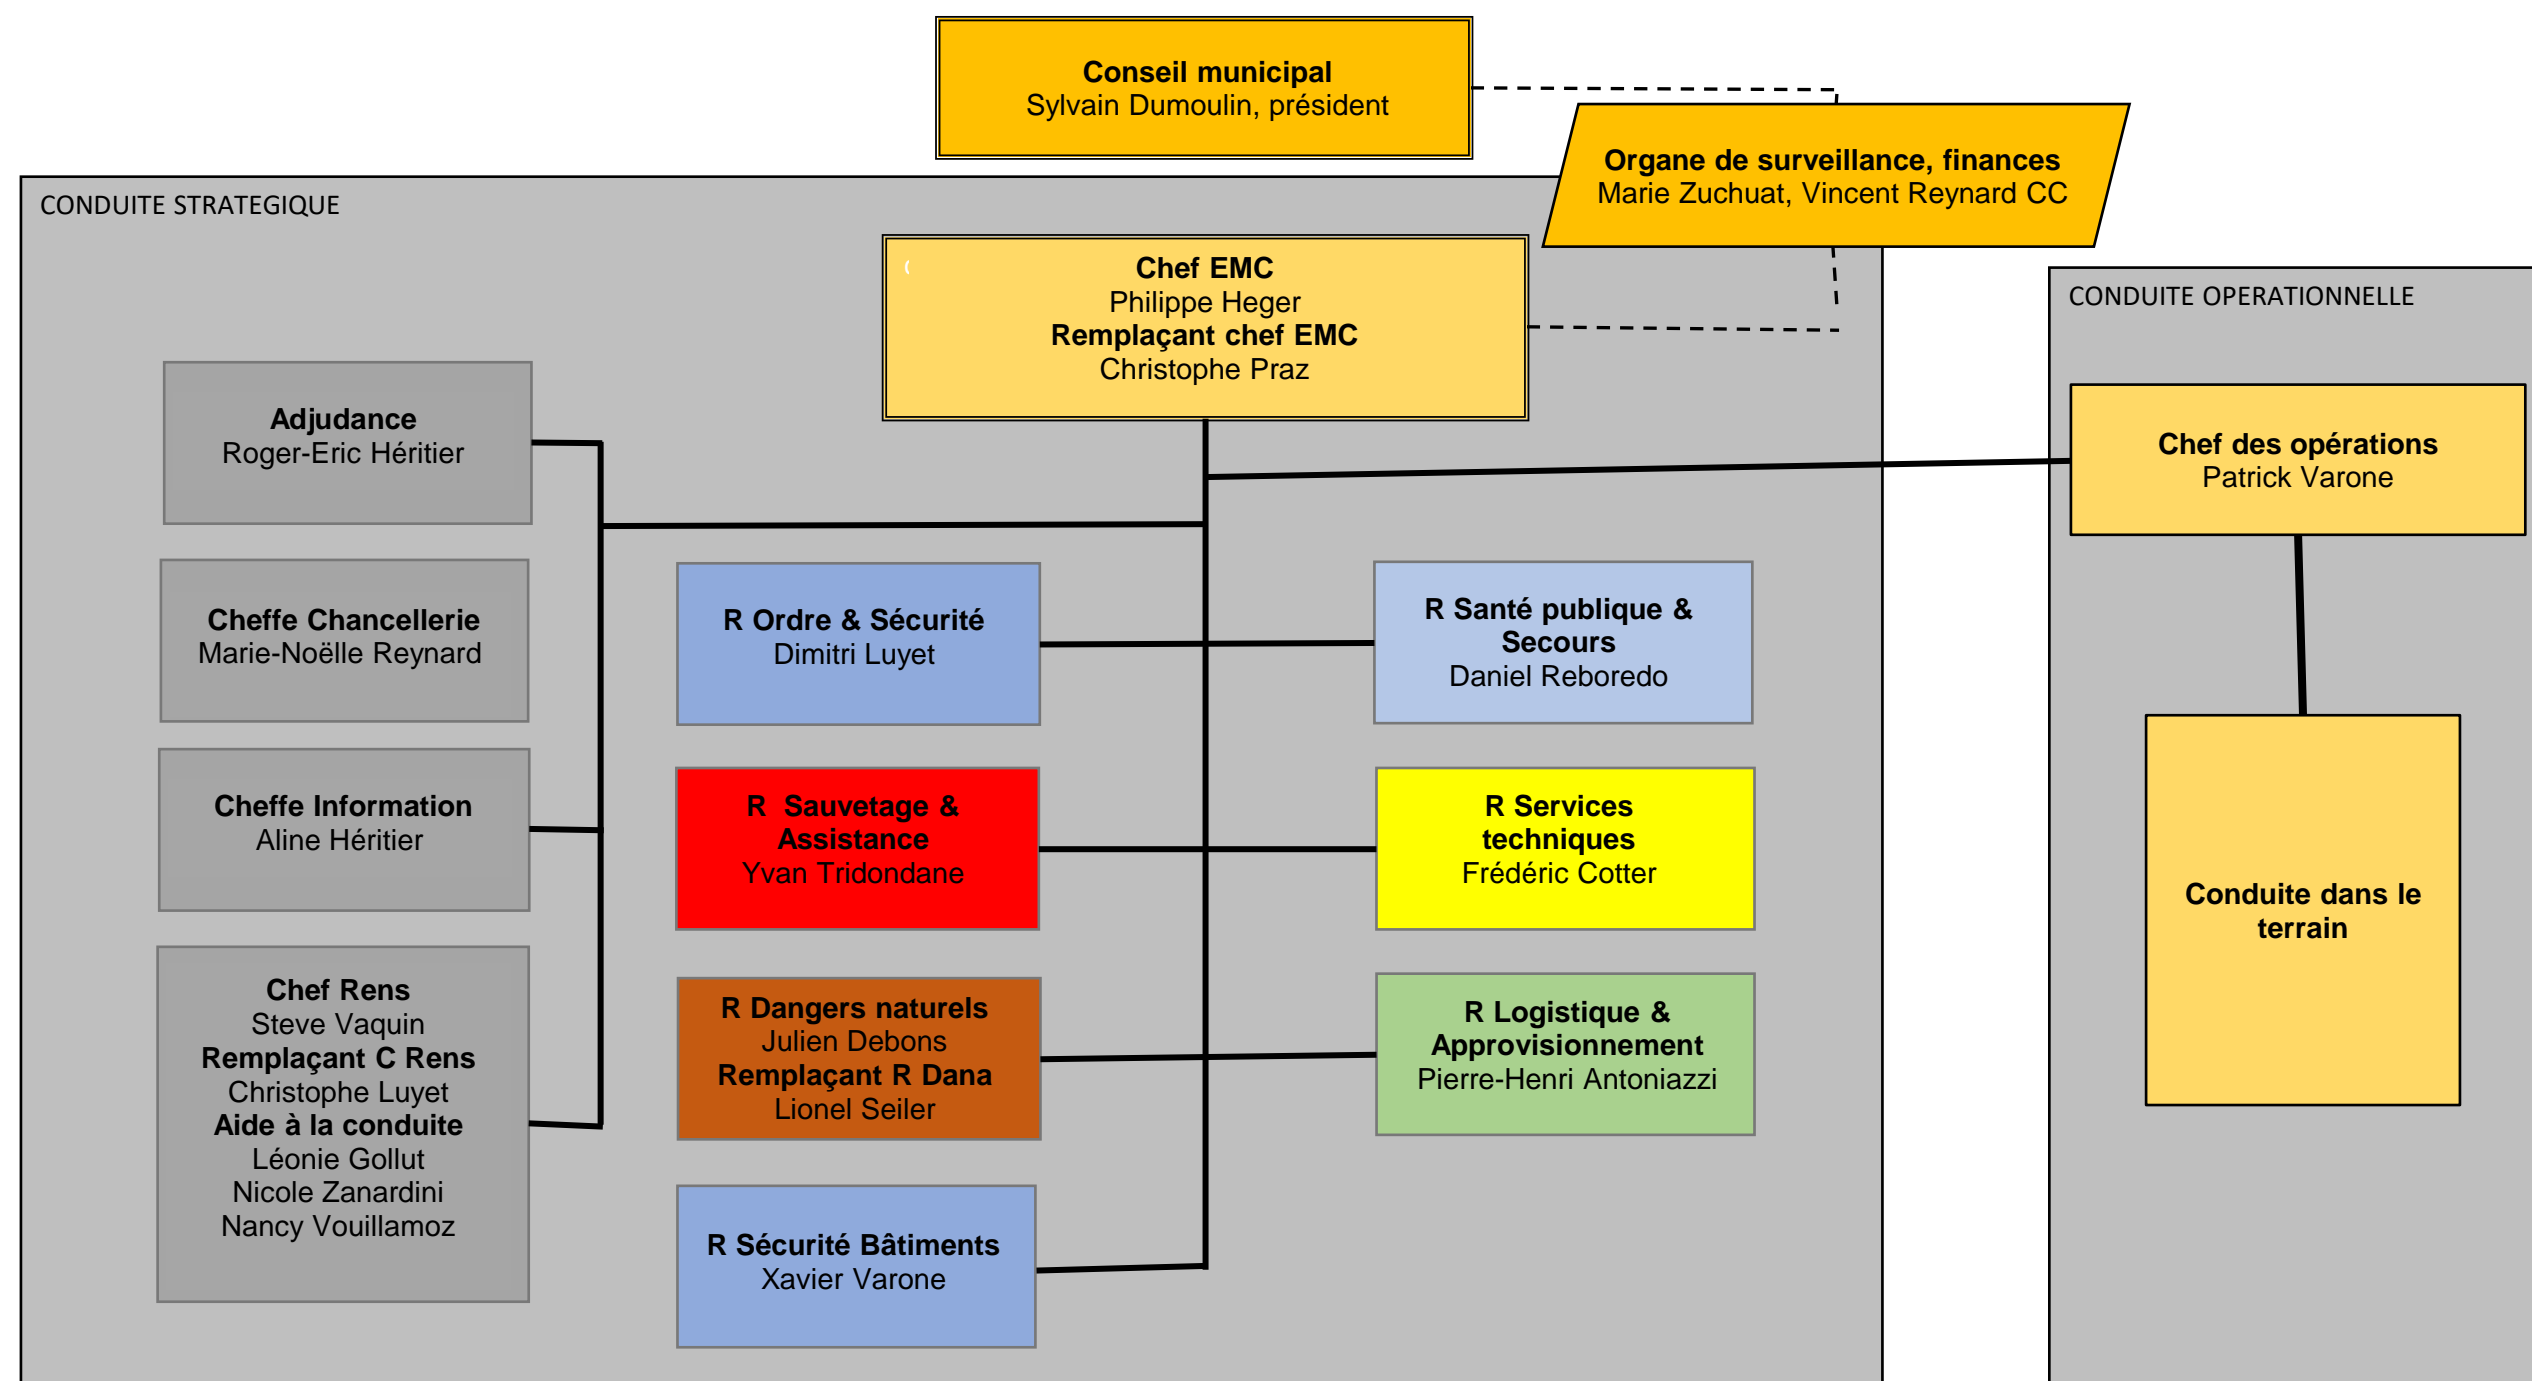 Conseil municipal
Sylvain Dumoulin, président
Organe de surveillance, finances
Marie Zuchuat, Vincent Reynard CC
CONDUITE STRATEGIQUE
Chef EMC
Philippe Heger
Remplaçant chef EMC
Christophe Praz
CONDUITE OPERATIONNELLE
Adjudance
Roger-Eric Héritier
Chef des opérations
Patrick Varone
Cheffe Chancellerie
Marie-Noëlle Reynard
R Ordre & Sécurité
Dimitri Luyet
R Santé publique &
Secours
Daniel Reboredo
Cheffe Information
Aline Héritier
R  Sauvetage &
Assistance
Yvan Tridondane
R Services
techniques
Frédéric Cotter
Conduite dans le
terrain
Chef Rens
Steve Vaquin
Remplaçant C Rens
Christophe Luyet
Aide à la conduite
Léonie Gollut
Nicole Zanardini
Nancy Vouillamoz
R Dangers naturels
Julien Debons
Remplaçant R Dana
Lionel Seiler
R Logistique &
Approvisionnement
Pierre-Henri Antoniazzi
R Sécurité Bâtiments
Xavier Varone